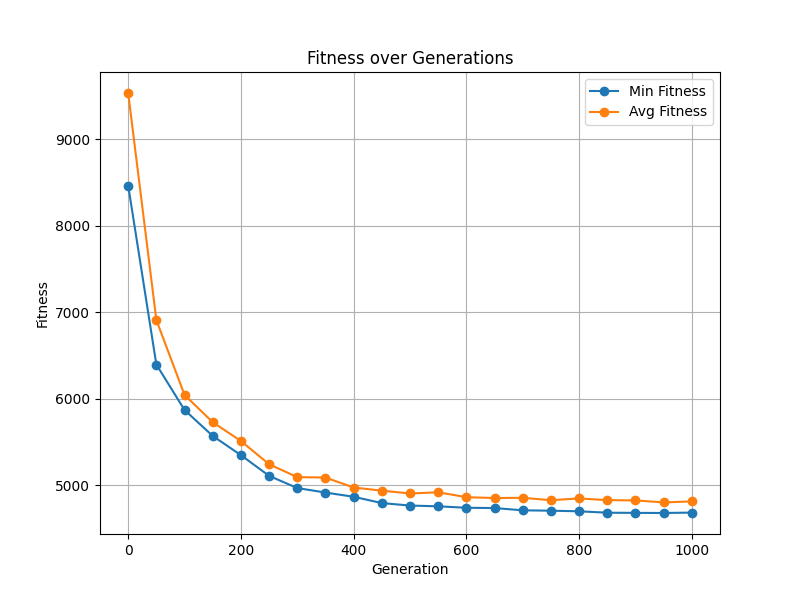 Fitness over Generations
Min Fitness
Avg Fitness
9000
8000
7000
6000
5000
Fitness
0 200 400 600 800 1000
Generation